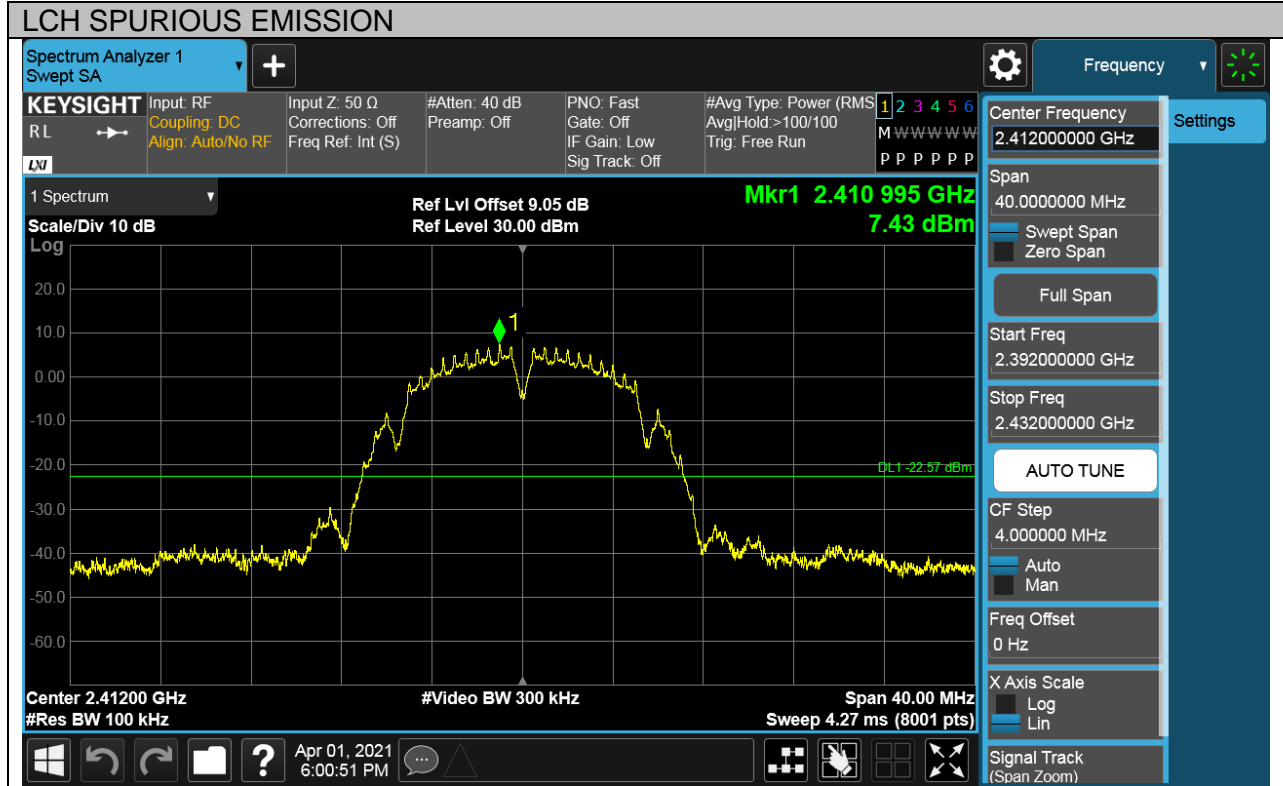 LCH SPURIOUS EMISSION
Spectrum Analyzer 1
Swept SA
+
Frequency
KEYSIGHT
RL
LXI
Input: RF
Coupling: DC
Align: Auto/No RF
Input Z: 50 Ω
Corrections: Off
Freq Ref: Int (S)
#Atten: 40 dB
Preamp: Off
PNO: Fast
Gate: Off
IF Gain: Low
Sig Track: Off
#Avg Type: Power (RMS
Avg|Hold:>100/100
Trig: Free Run
1 2 3 4 5 6
M W W W W W
P P P P P P
1 Spectrum
Scale/Div 10 dB
Ref Lvl Offset 9.05 dB
Ref Level 30.00 dBm
Mkr1 2.410 995 GHz
7.43 dBm
Log
20.0
10.0
0.00
-10.0
-20.0
-30.0
-40.0
-50.0
-60.0
1
DL1 -22.57 dBm
Center 2.41200 GHz
#Res BW 100 kHz
#Video BW 300 kHz
Span 40.00 MHz
Sweep 4.27 ms (8001 pts)
Center Frequency
2.412000000 GHz
Settings
Span
40.0000000 MHz
Swept Span
Zero Span
Full Span
Start Freq
2.392000000 GHz
Stop Freq
2.432000000 GHz
AUTO TUNE
CF Step
4.000000 MHz
Auto
Man
Freq Offset
0 Hz
X Axis Scale
Log
Lin
Signal Track
(Span Zoom)
?
Apr 01, 2021
6:00:51 PM